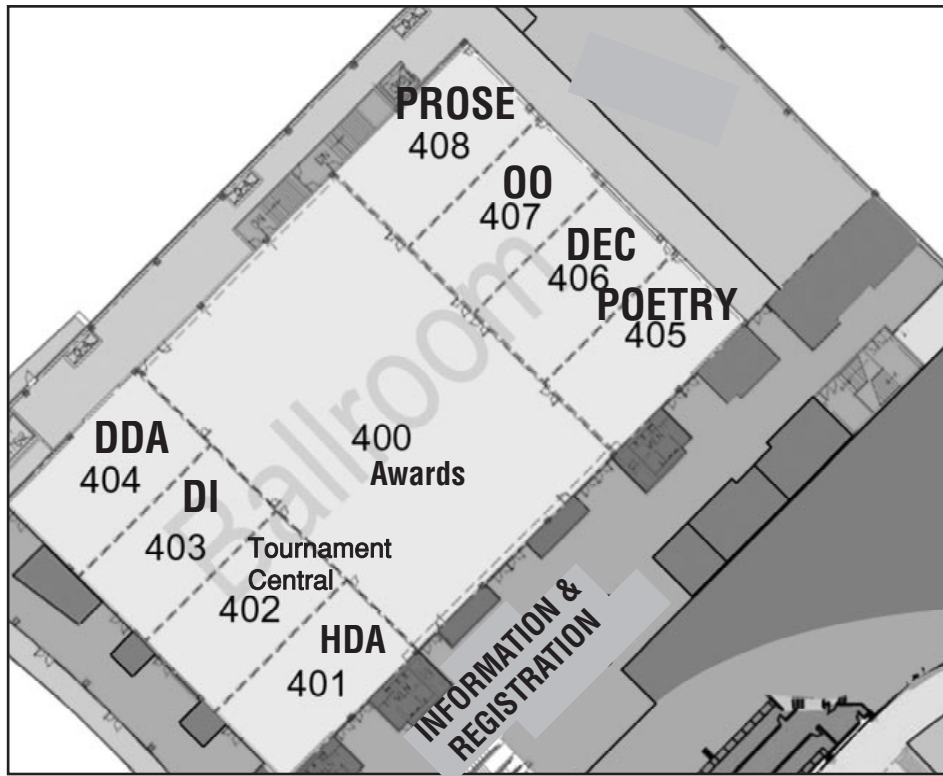 PROSE
408
OO
407
DEC
406
POETRY
405
Ballroom
400
Awards
DDA
404
DI
403
Tournament
Central
402
HDA
401
INFORMATION &
REGISTRATION